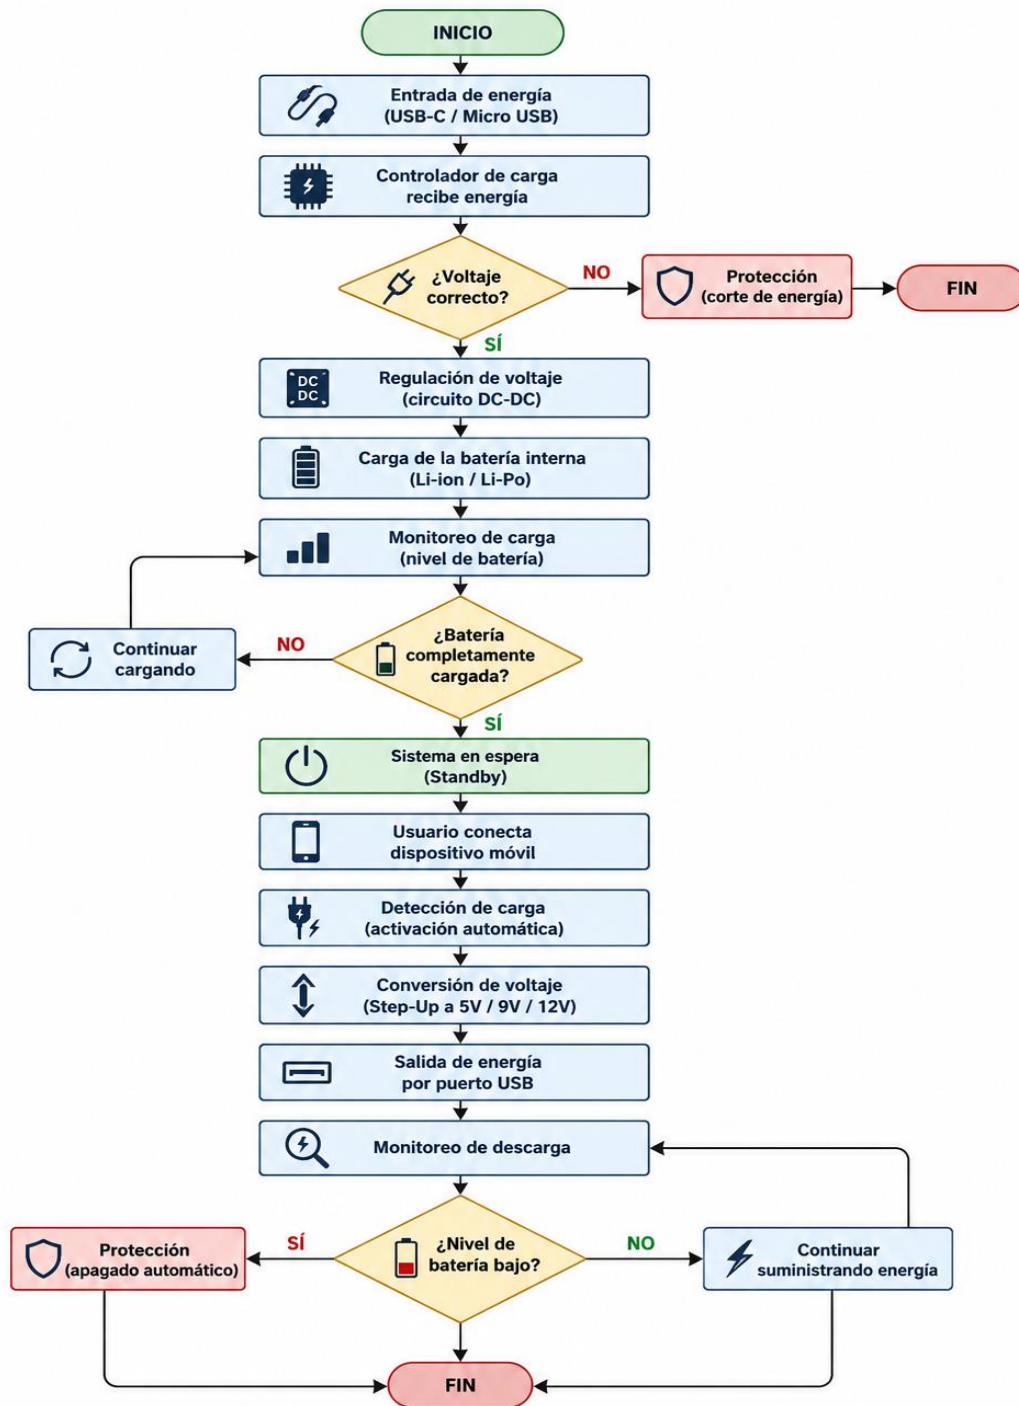 INICIO
Entrada de energía
(USB-C / Micro USB)
Controlador de carga
recibe energía
¿Voltaje
correcto?
NO
Protección
(corte de energía)
FIN
SÍ
Regulación de voltaje
(circuito DC-DC)
DC
DC
Carga de la batería interna
(Li-ion / Li-Po)
Monitoreo de carga
(nivel de batería)
¿Batería
completamente
cargada?
NO
Continuar
cargando
SÍ
Sistema en espera
(Standby)
Usuario conecta
dispositivo móvil
Detección de carga
(activación automática)
Conversión de voltaje
(Step-Up a 5V / 9V / 12V)
Salida de energía
por puerto USB
Monitoreo de descarga
¿Nivel de
batería bajo?
SÍ
Protección
(apagado automático)
NO
Continuar
suministrando energía
FIN